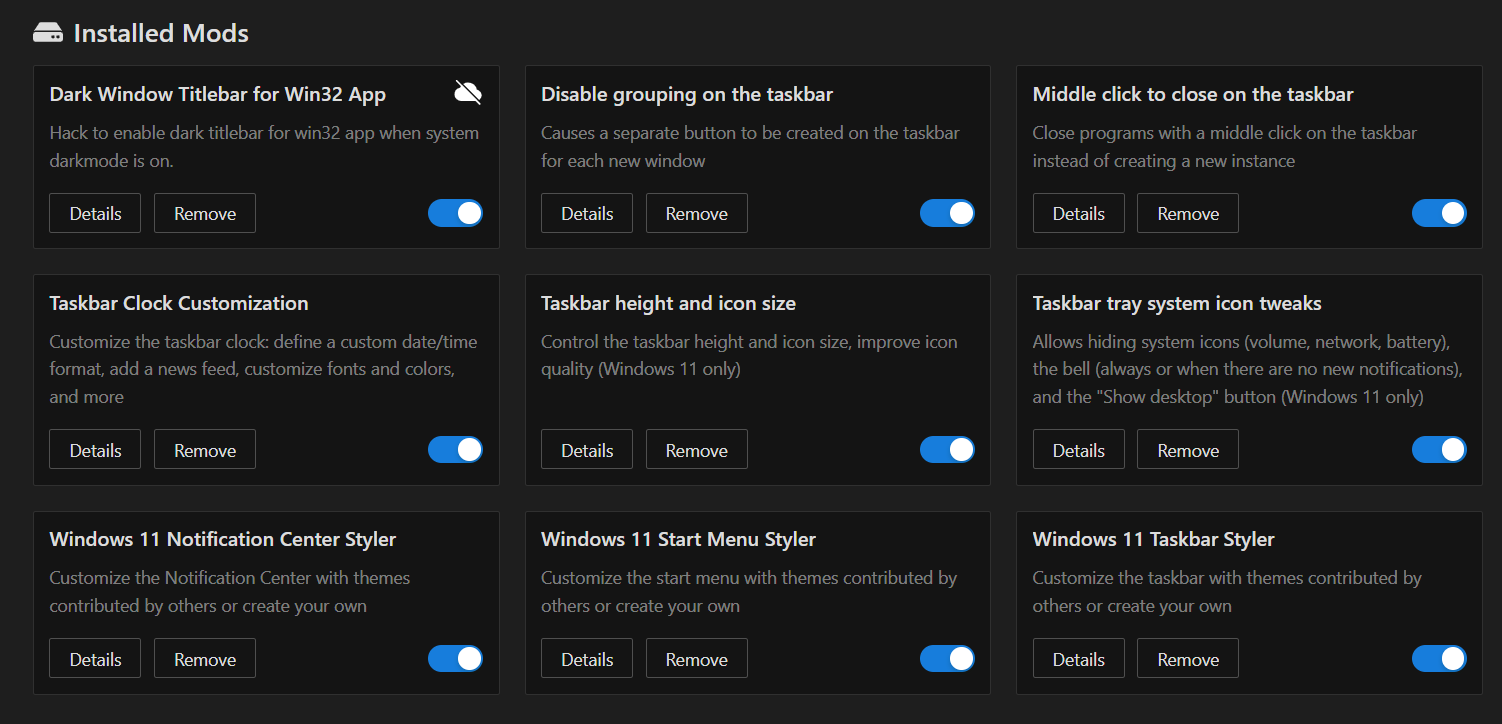 Installed Mods
Dark Window Titlebar for Win32 App
Hack to enable dark titlebar for win32 app when system
darkmode is on.
Details
Remove
Disable grouping on the taskbar
Causes a separate button to be created on the taskbar
for each new window
Details
Remove
Middle click to close on the taskbar
Close programs with a middle click on the taskbar
instead of creating a new instance
Details
Remove
Taskbar Clock Customization
Customize the taskbar clock: define a custom date/time
format, add a news feed, customize fonts and colors,
and more
Details
Remove
Taskbar height and icon size
Control the taskbar height and icon size, improve icon
quality (Windows 11 only)
Details
Remove
Taskbar tray system icon tweaks
Allows hiding system icons (volume, network, battery),
the bell (always or when there are no new notifications),
and the "Show desktop" button (Windows 11 only)
Details
Remove
Windows 11 Notification Center Styler
Customize the Notification Center with themes
contributed by others or create your own
Details
Remove
Windows 11 Start Menu Styler
Customize the start menu with themes contributed by
others or create your own
Details
Remove
Windows 11 Taskbar Styler
Customize the taskbar with themes contributed by
others or create your own
Details
Remove